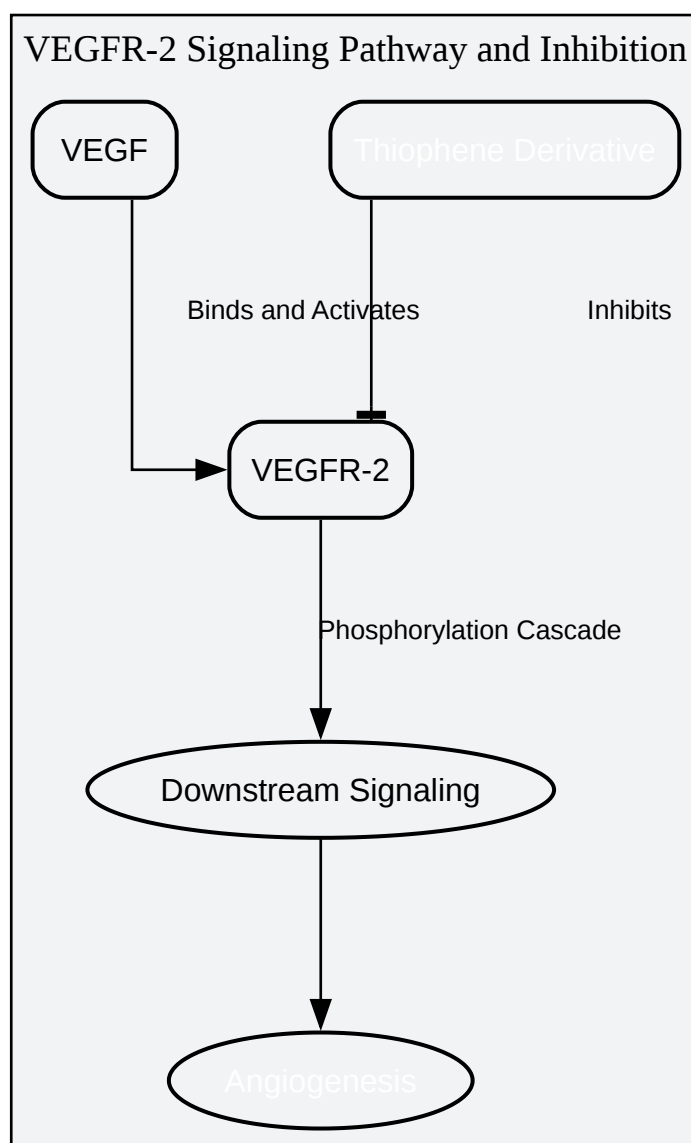 VEGFR-2 Signaling Pathway and Inhibition
VEGF
Thiophene Derivative
Binds and Activates
Inhibits
VEGFR-2
Phosphorylation Cascade
Downstream Signaling
Angiogenesis